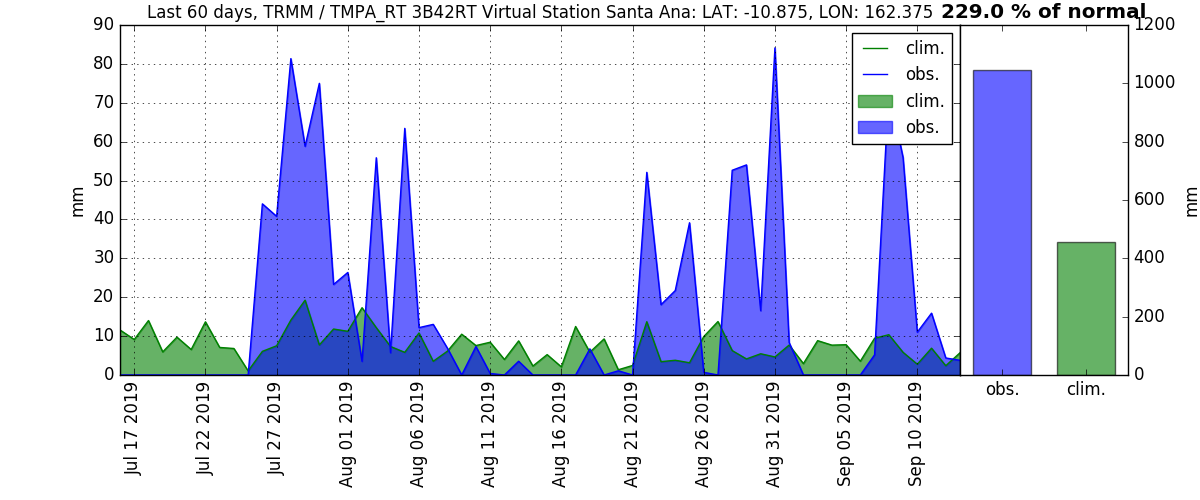 Last 60 days, TRMM / TMPA_RT 3B42RT Virtual Station Santa Ana: LAT: -10.875, LON: 162.375 229.0 % of normal
90
80
70
60
50
40
30
20
10
0
mm
clim.
obs.
clim.
obs.
1200
1000
800
600
400
200
0
mm
Jul 17 2019
Jul 22 2019
Jul 27 2019
Aug 01 2019
Aug 06 2019
Aug 11 2019
Aug 16 2019
Aug 21 2019
Aug 26 2019
Aug 31 2019
Sep 05 2019
Sep 10 2019
obs. clim.